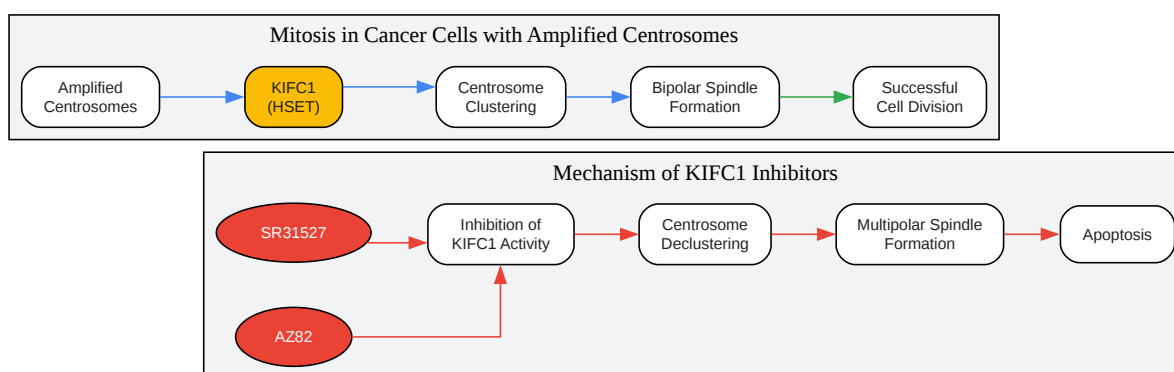 Mitosis in Cancer Cells with Amplified Centrosomes
Amplified
Centrosomes
KIFC1
(HSET)
Centrosome
Clustering
Bipolar Spindle
Formation
Successful
Cell Division
Mechanism of KIFC1 Inhibitors
SR31527
Inhibition of
KIFC1 Activity
Centrosome
Declustering
Multipolar Spindle
Formation
Apoptosis
AZ82